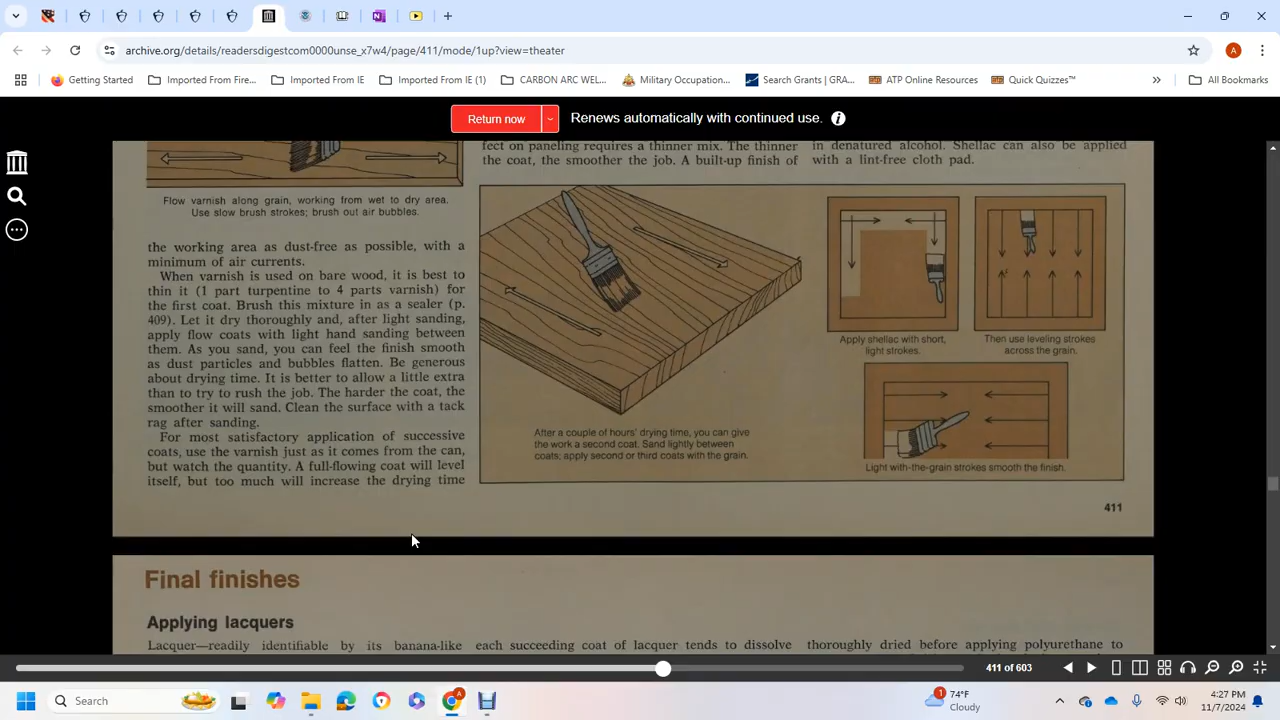 archive.org/details/readersdigestcom0000unse_x7w4/page/411/mode/1up?view=theater
A
Getting Started
Imported From Fire...
Imported From IE
Imported From IE (1)
CARBON ARC WEL...
Military Occupation...
Search Grants | GRA...
ATP Online Resources
Quick Quizzes™
»
All Bookmarks
Return now
Renews automatically with continued use.
Flow varnish along grain, working from wet to dry area.
Use slow brush strokes; brush out air bubbles.
the working area as dust-free as possible, with a
minimum of air currents.
When varnish is used on bare wood, it is best to
thin it (1 part turpentine to 4 parts varnish) for
the first coat. Brush this mixture in as a sealer (p.
409). Let it dry thoroughly and, after light sanding,
apply flow coats with light hand sanding between
them. As you sand, you can feel the finish smooth
as dust particles and bubbles flatten. Be generous
about drying time. It is better to allow a little extra
than to try to rush the job. The harder the coat, the
smoother it will sand. Clean the surface with a tack
rag after sanding.
For most satisfactory application of successive
coats, use the varnish just as it comes from the can,
but watch the quantity. A full-flowing coat will level
itself, but too much will increase the drying time
fect on paneling requires a thinner mix. The thinner
the coat, the smoother the job. A built-up finish of
in denatured alcohol. Shellac can also be applied
with a lint-free cloth pad.
After a couple of hours' drying time, you can give
the work a second coat. Sand lightly between
coats; apply second or third coats with the grain.
Apply shellac with short,
light strokes.
Then use leveling strokes
across the grain.
Light with-the-grain strokes smooth the finish.
411
Final finishes
Applying lacquers
Lacquer—readily identifiable by its banana-like
each succeeding coat of lacquer tends to dissolve
thoroughly dried before applying polyurethane to
411 of 603
Search
1
74°F
Cloudy
4:27 PM
11/7/2024